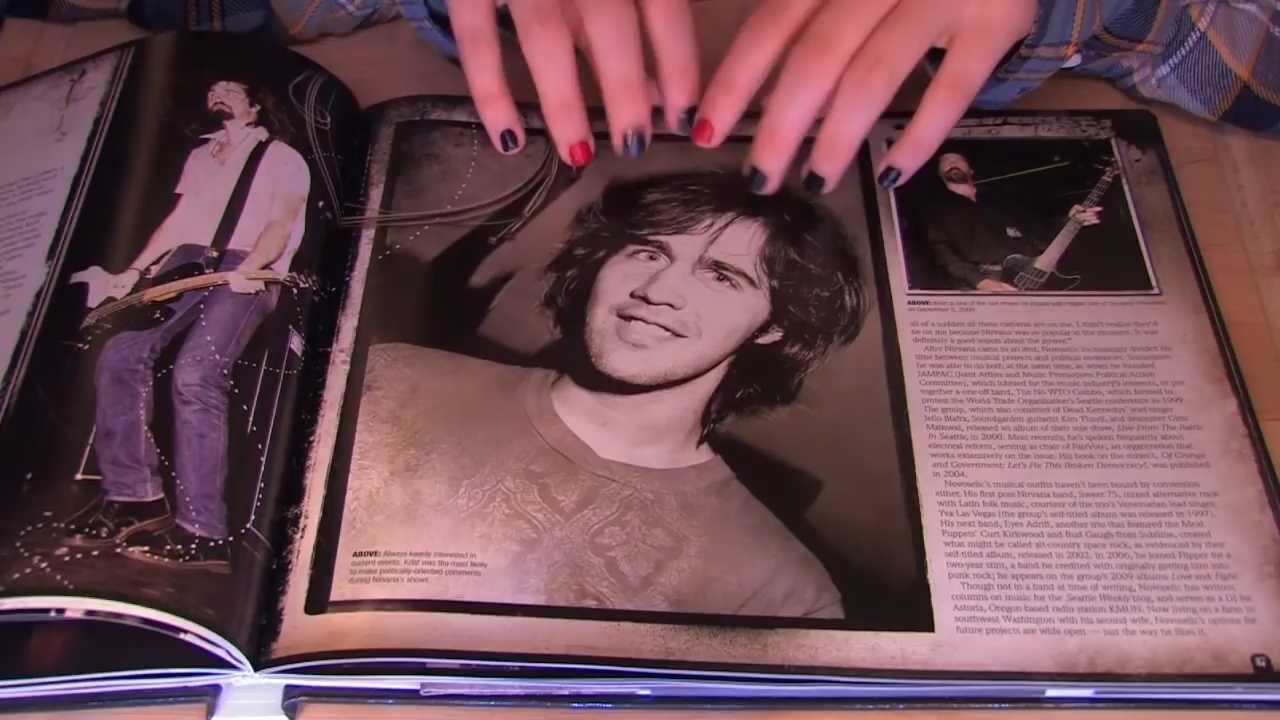 ABOVE: Always keenly interested in
current events, Krist was the most likely
to make politically-oriented comments
during Nirvana's shows.
ABOVE: Krist at one of the last shows he played with Flipper,
on September 5, 2008.
all of a sudden all these cameras are on me. I didn't realize they'd
be on me because Nirvana was so popular at the moment. It was
definitely a good lesson about the power."
After Nirvana came to an end, Novoselic increasingly divided his
time between musical projects and political endeavors. Sometimes
he was able to do both at the same time, as when he founded
JAMPAC (Joint Artists and Music Promotions Political Action
Committee), which lobbied for the music industry's interests, or put
together a one-off band, The No WTO Combo, which formed to
protest the World Trade Organization's Seattle conference in 1999.
The group, which also consisted of Dead Kennedys' lead singer
Jello Biafra, Soundgarden guitarist Kim Thayil, and drummer Gina
Mainwal, released an album of their sole show, Live From The Battle
In Seattle, in 2000. Most recently, he's spoken frequently about
electoral reform, serving as chair of FairVote, an organization that
works extensively on the issue. His book on the subject, Of Grunge
and Government: Let's Fix This Broken Democracy!, was published
in 2004.
Novoselic's musical outfits haven't been bound by convention
either. His first post-Nirvana band, Sweet 75, mixed alternative rock
with Latin folk music, courtesy of the trio's Venezuelan lead singer,
Yva Las Vegas (the group's self-titled album was released in 1997).
His next band, Eyes Adrift, another trio that featured the Meat
Puppets' Curt Kirkwood and Bud Gaugh from Sublime, created
what might be called alt-country space rock, as evidenced by their
self-titled album, released in 2002. In 2006, he joined Flipper for a
two-year stint, a band he credited with originally getting him into
punk rock; he appears on the group's 2009 albums Love and Fight.
Though not in a band at time of writing, Novoselic has written
columns on music for the Seattle Weekly blog, and serves as a DJ for
Astoria, Oregon-based radio station KMUN. Now living on a farm in
southwest Washington with his second wife, Novoselic's options for
future projects are wide open — just the way he likes it.